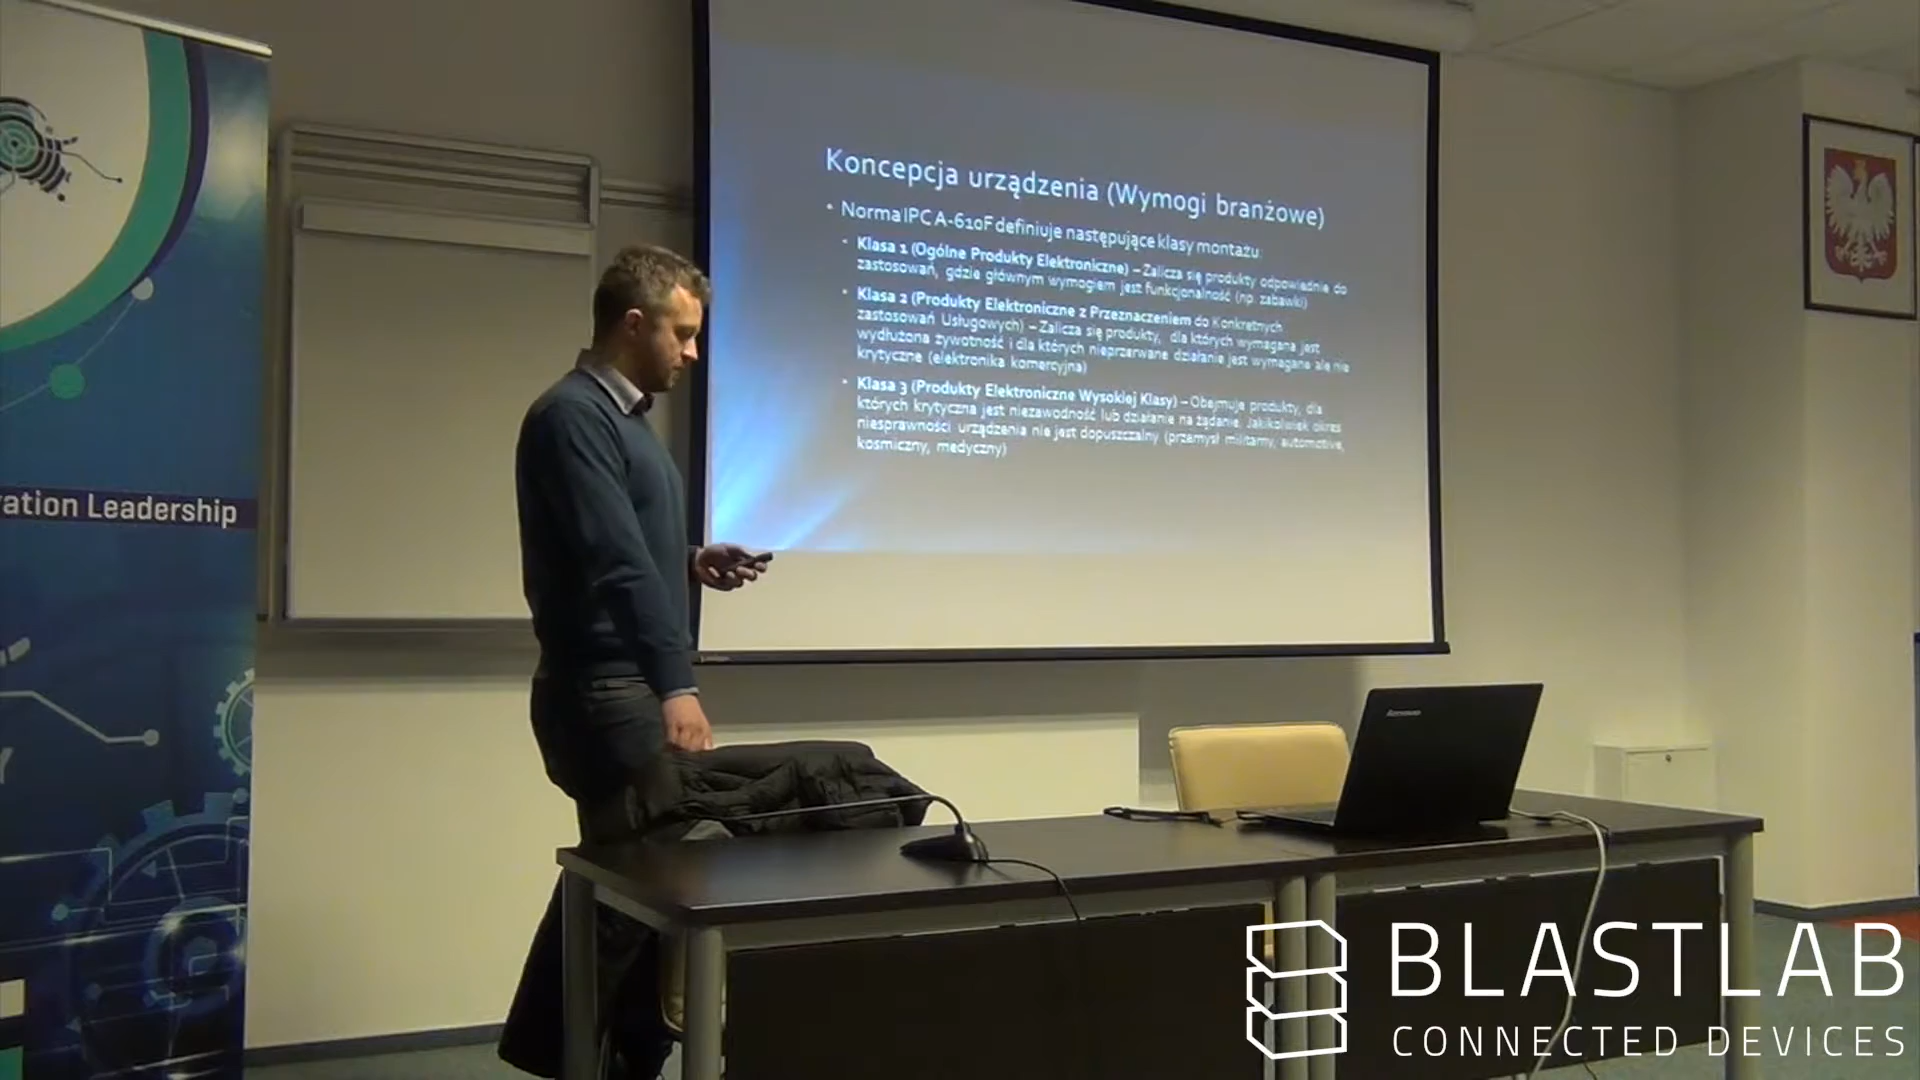 Koncepcja urządzenia (Wymogi branżowe)
• Norma IPC A-610F definiuje następujące klasy montażu:
• Klasa 1 (Ogólne Produkty Elektroniczne) – Zalicza się produkty odpowiednie do
zastosowań, gdzie głównym wymogiem jest funkcjonalność (np. zabawki)
• Klasa 2 (Produkty Elektroniczne z Przeznaczeniem do Konkretnych
zastosowań Usługowych) – Zalicza się produkty, dla których wymagana jest
wydłużona żywotność i dla których nieprzerwane działanie jest wymagane ale nie
krytyczne (elektronika komercyjna)
• Klasa 3 (Produkty Elektroniczne Wysokiej Klasy) – Obejmuje produkty, dla
których krytyczna jest niezawodność lub działanie na żądanie. Jakikolwiek okres
niesprawności urządzenia nie jest dopuszczalny (przemysł militarny, automotive,
kosmiczny, medyczny)
vation Leadership
Y
lenovo
BLASTLAB
CONNECTED DEVICES